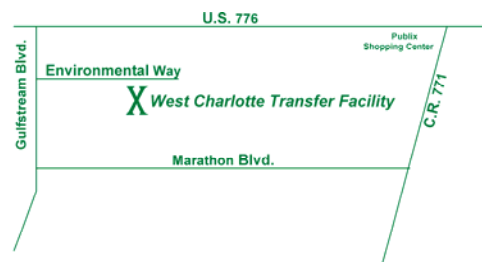 U.S. 776
Publix
Shopping Center
Gulfstream Blvd.
Environmental Way
X West Charlotte Transfer Facility
C.R. 771
Marathon Blvd.